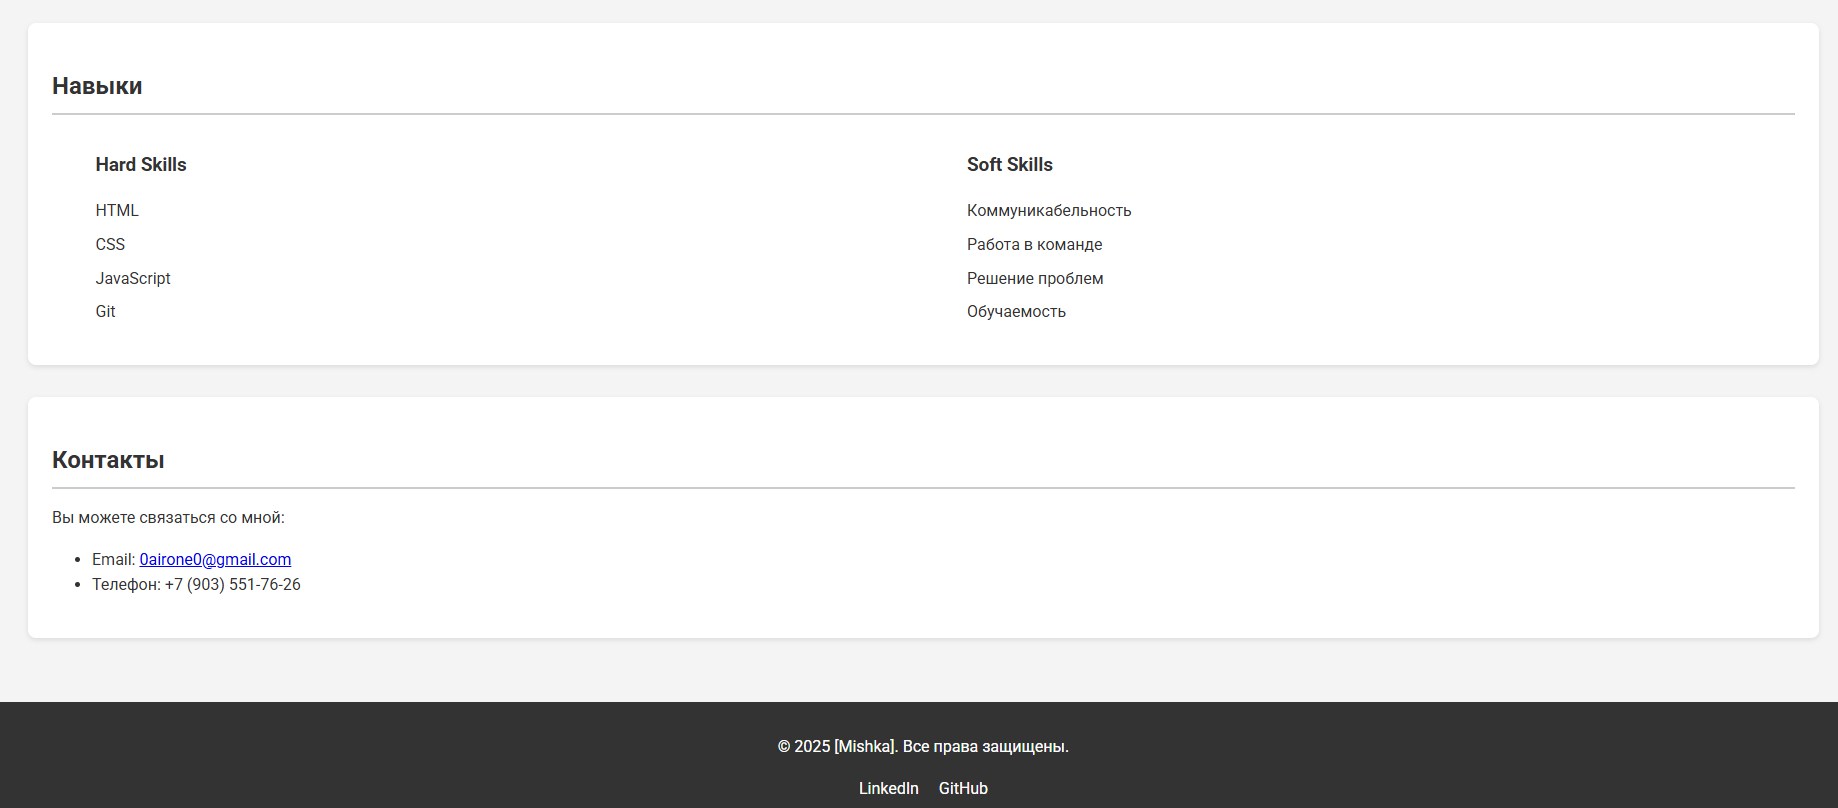 Навыки
Hard Skills
HTML
CSS
JavaScript
Git
Soft Skills
Коммуникабельность
Работа в команде
Решение проблем
Обучаемость
Контакты
Вы можете связаться со мной:
Email: 0airone0@gmail.com
Телефон: +7 (903) 551-76-26
© 2025 [Mishka]. Все права защищены.
LinkedIn GitHub